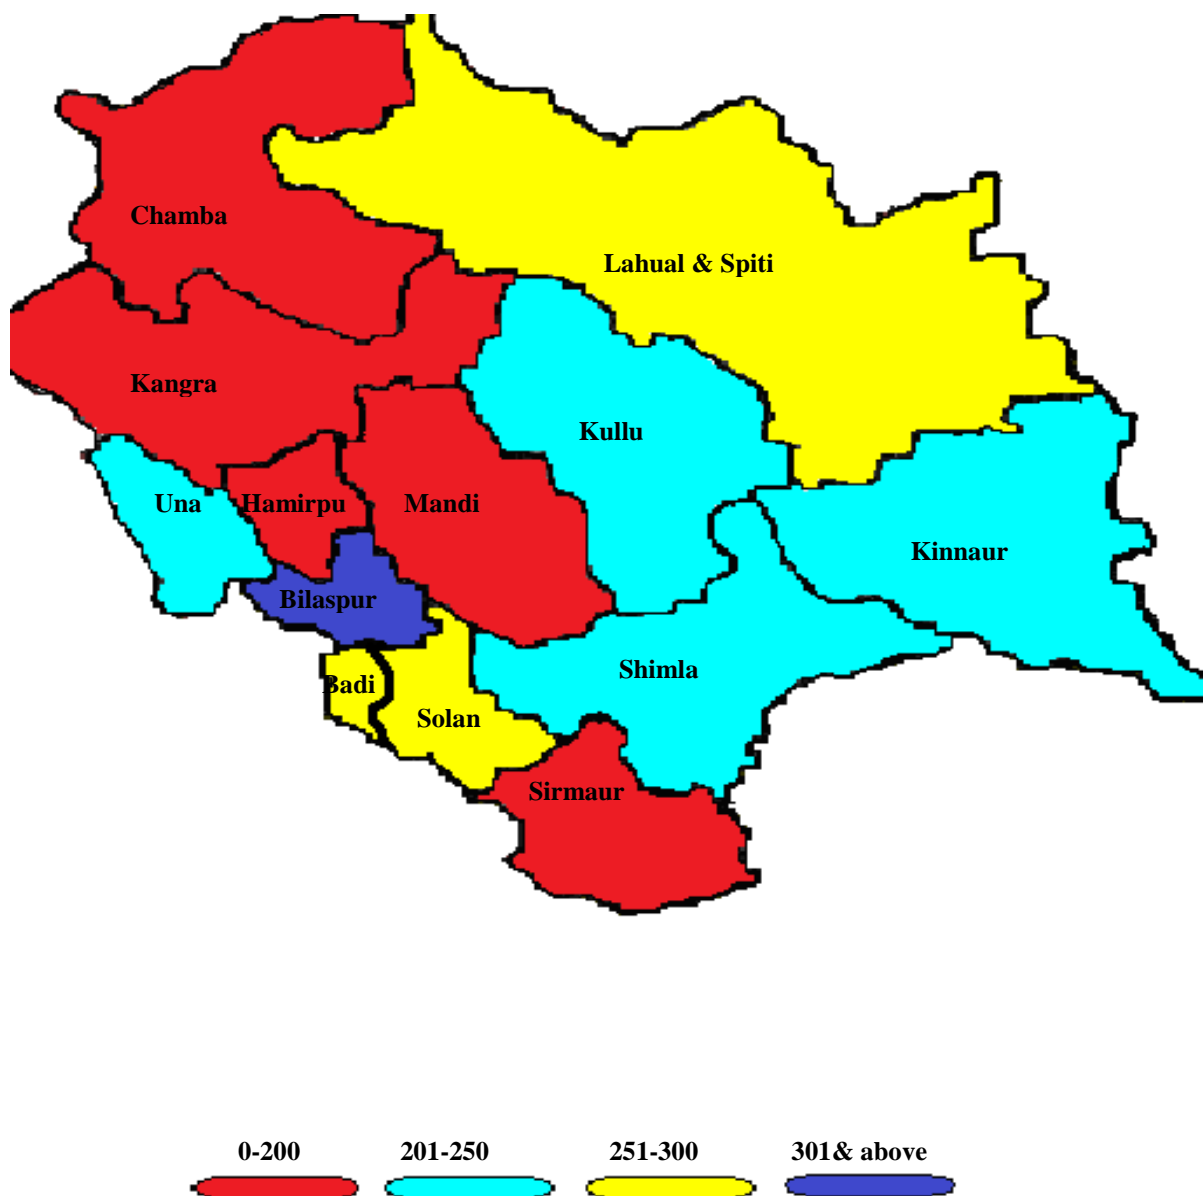 Chamba
Lahual & Spiti
Kangra
Kullu
Una
Hamirpu
Mandi
Kinnaur
Bilaspur
Shimla
Badi
Solan
Sirmaur
0-200 201-250 251-300 301& above